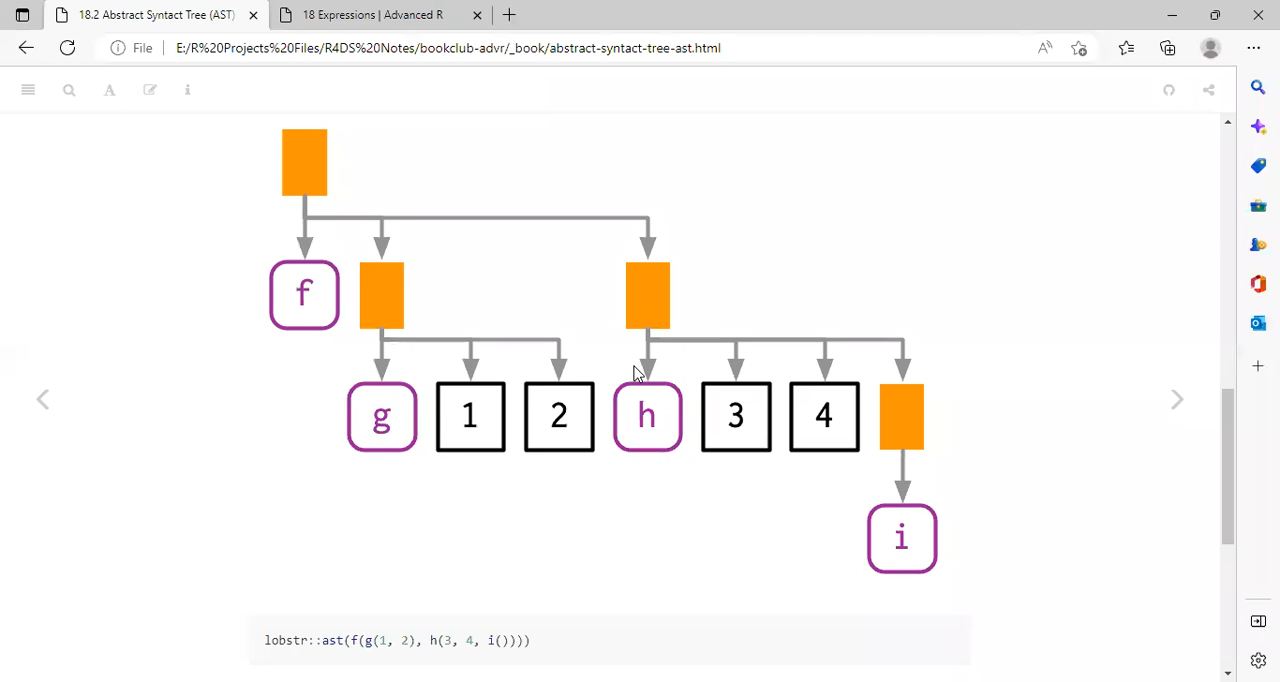 18.2 Abstract Syntact Tree (AST)
18 Expressions | Advanced R
File
E:/R%20Projects%20Files/R4DS%20Notes/bookclub-advr/_book/abstract-syntact-tree-ast.html
f
g 1 2 h 3 4
i
lobstr::ast(f(g(1, 2), h(3, 4, i())))